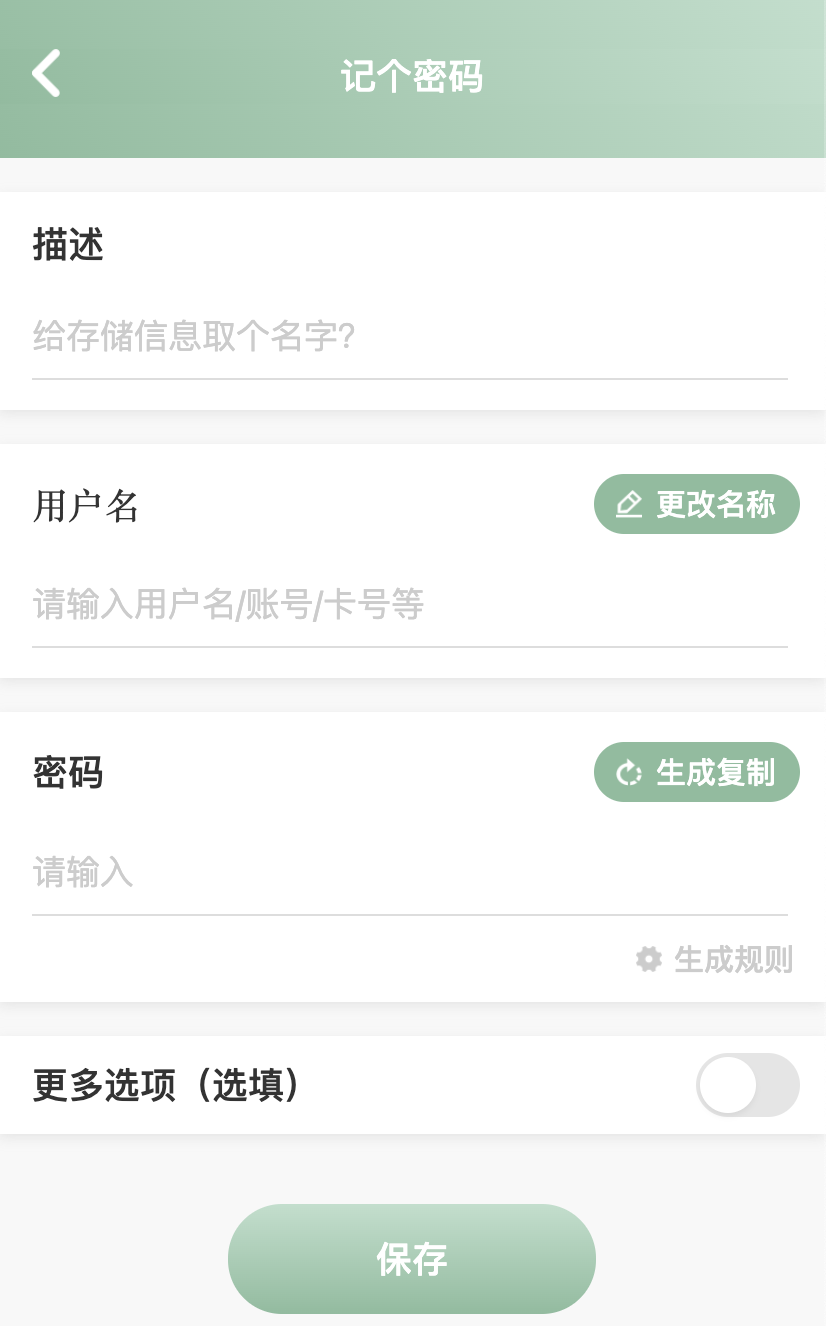 记个密码
描述
给存储信息取个名字?
用户名
更改名称
请输入用户名/账号/卡号等
密码
生成复制
请输入
生成规则
更多选项（选填）
保存